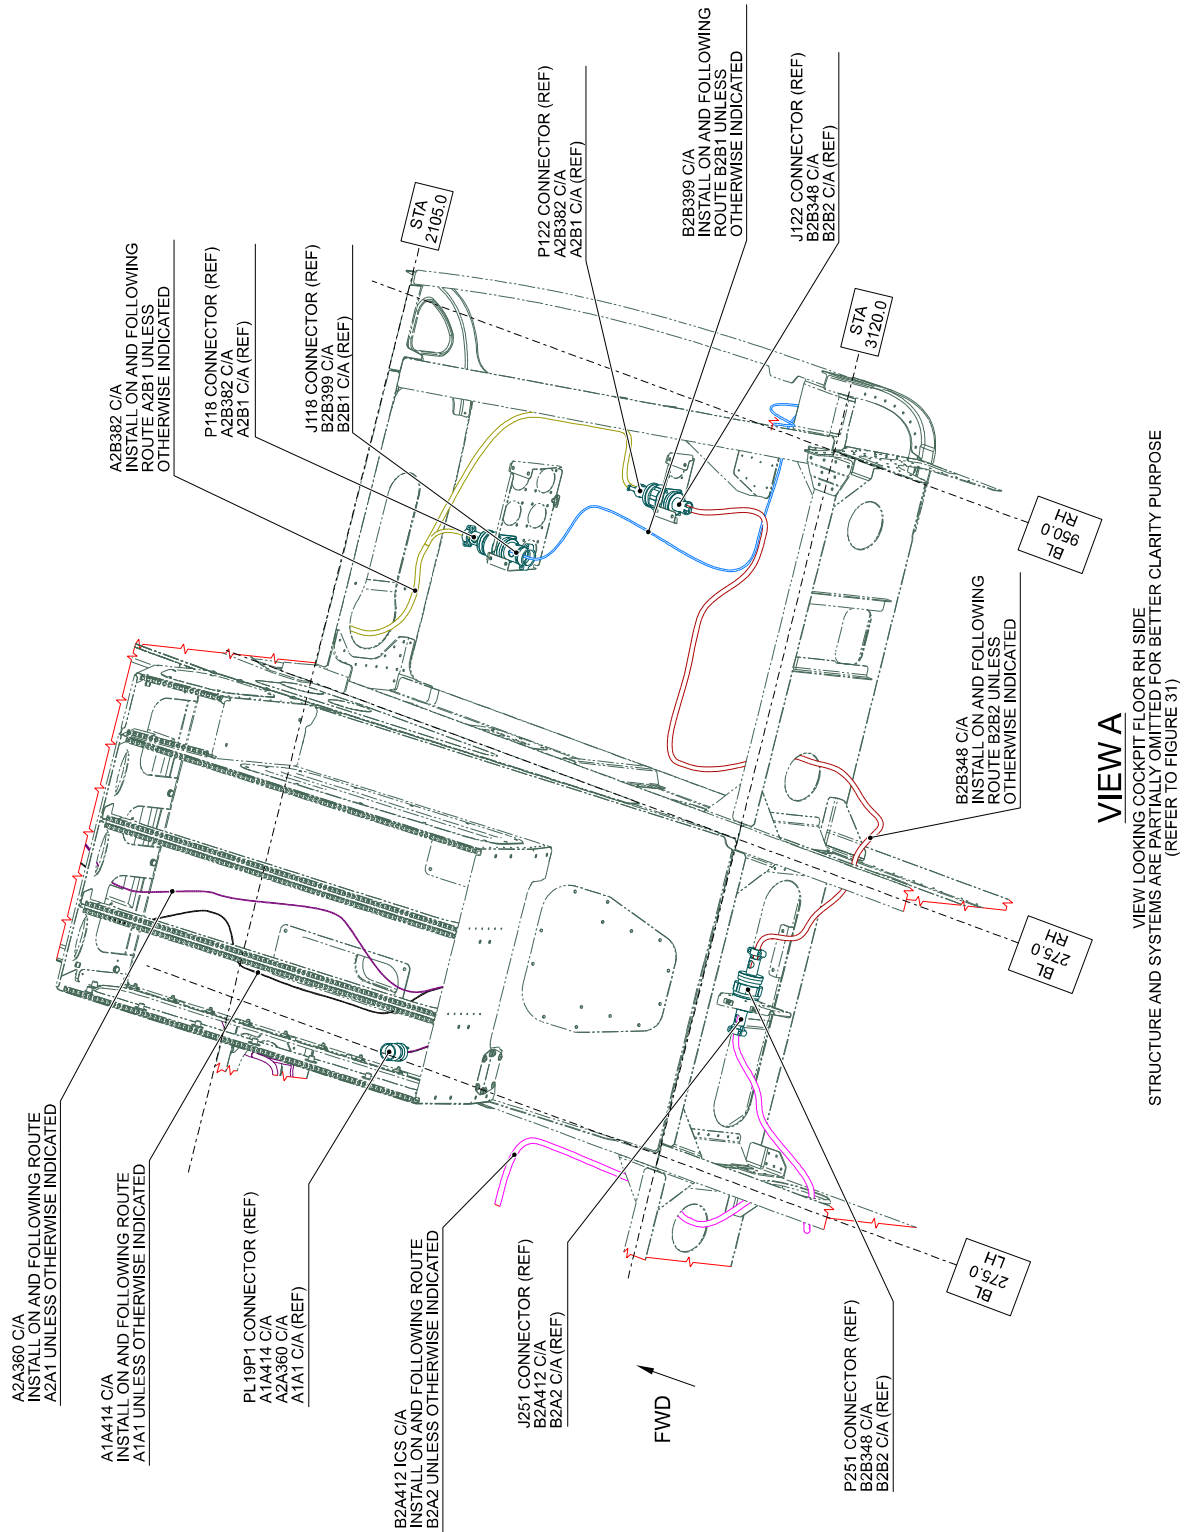 A2A360 C/A
INSTALL ON AND FOLLOWING ROUTE
A2A1 UNLESS OTHERWISE INDICATED
A1A414 C/A
INSTALL ON AND FOLLOWING ROUTE
A1A1 UNLESS OTHERWISE INDICATED
PL19P1 CONNECTOR (REF)
A1A414 C/A
A2A360 C/A
A1A1 C/A (REF)
B2A412 ICS C/A
INSTALL ON AND FOLLOWING ROUTE
B2A2 UNLESS OTHERWISE INDICATED
J251 CONNECTOR (REF)
B2A412 C/A
B2A2 C/A (REF)
FWD
P251 CONNECTOR (REF)
B2B348 C/A
B2B2 C/A (REF)
A2B382 C/A
INSTALL ON AND FOLLOWING
ROUTE A2B1 UNLESS
OTHERWISE INDICATED
P118 CONNECTOR (REF)
A2B382 C/A
A2B1 C/A (REF)
J118 CONNECTOR (REF)
B2B399 C/A
B2B1 C/A (REF)
STA
2105.0
P122 CONNECTOR (REF)
A2B382 C/A
A2B1 C/A (REF)
B2B399 C/A
INSTALL ON AND FOLLOWING
ROUTE B2B1 UNLESS
OTHERWISE INDICATED
J122 CONNECTOR (REF)
B2B348 C/A
B2B2 C/A (REF)
STA
3120.0
BL
950.0
RH
B2B348 C/A
INSTALL ON AND FOLLOWING
ROUTE B2B2 UNLESS
OTHERWISE INDICATED
BL
275.0
RH
BL
275.0
LH
VIEW A
VIEW LOOKING COCKPIT FLOOR RH SIDE
STRUCTURE AND SYSTEMS ARE PARTIALLY OMITTED FOR BETTER CLARITY PURPOSE
(REFER TO FIGURE 31)